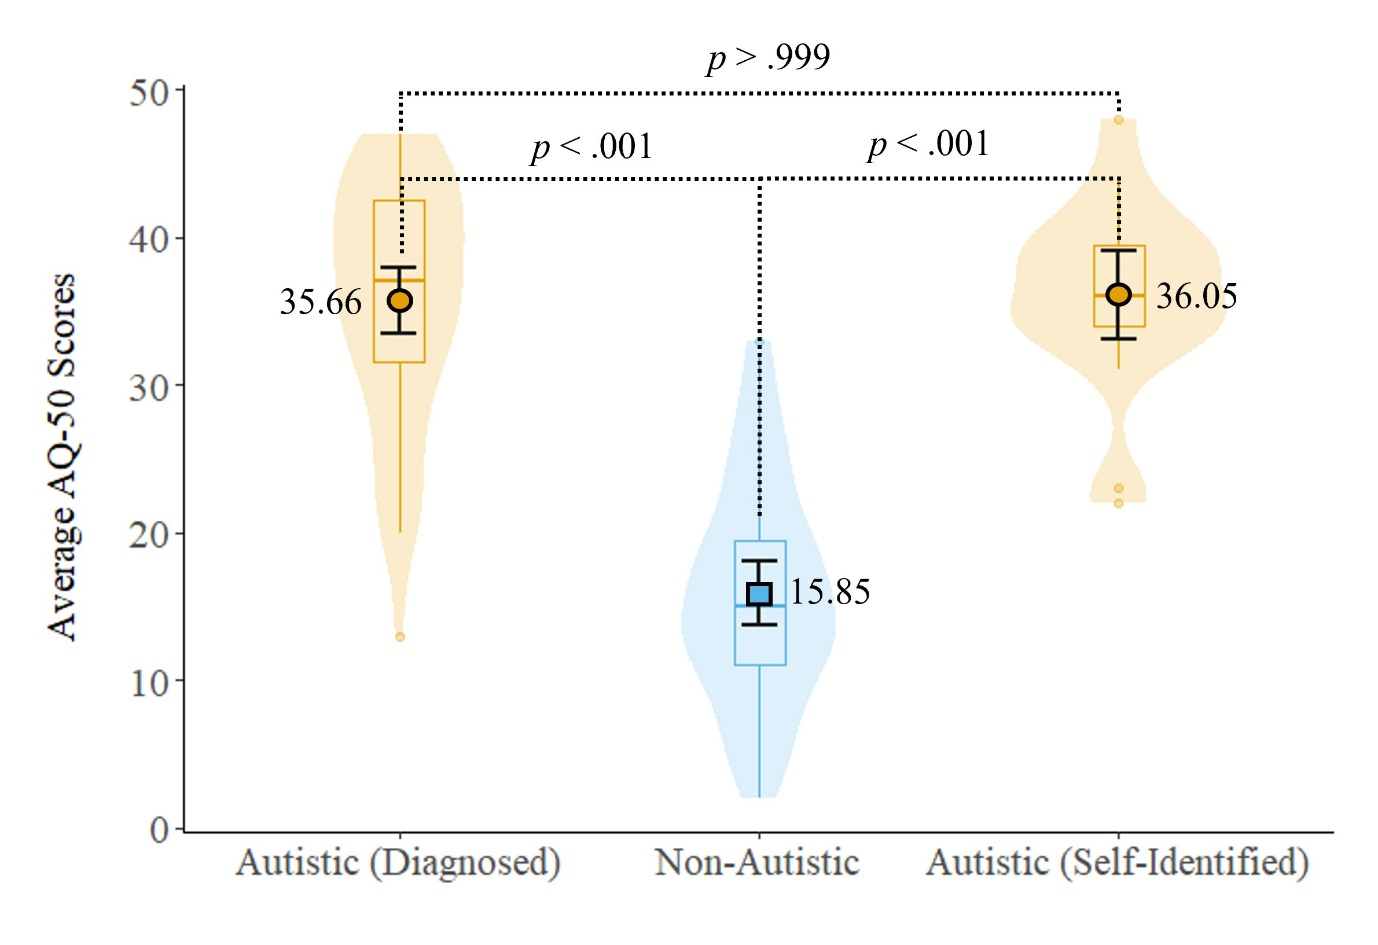 p > .999
50
p < .001
p < .001
40
35.66
36.05
30
Average AQ-50 Scores
20
15.85
10
0
Autistic (Diagnosed)
Non-Autistic
Autistic (Self-Identified)